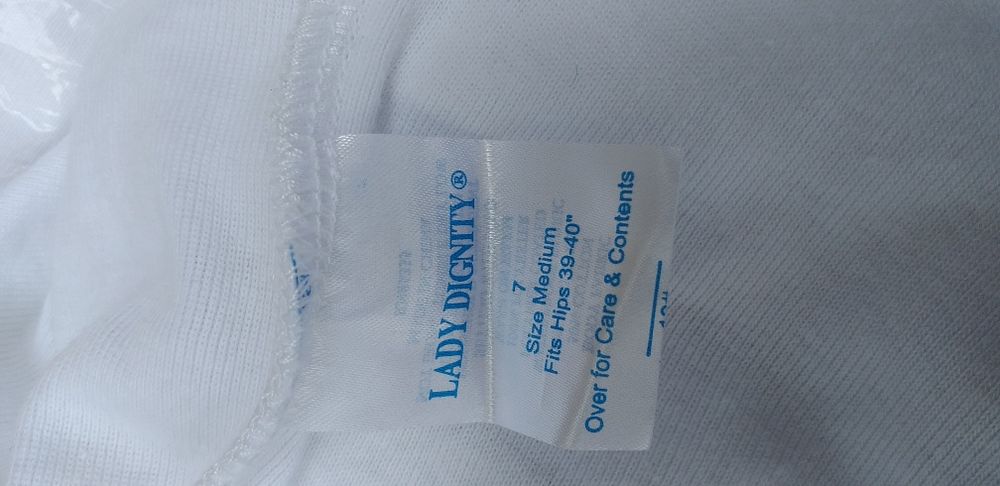 LADY DIGNITY®
7
Size Medium
Fits Hips 39-40"
Over for Care & Contents